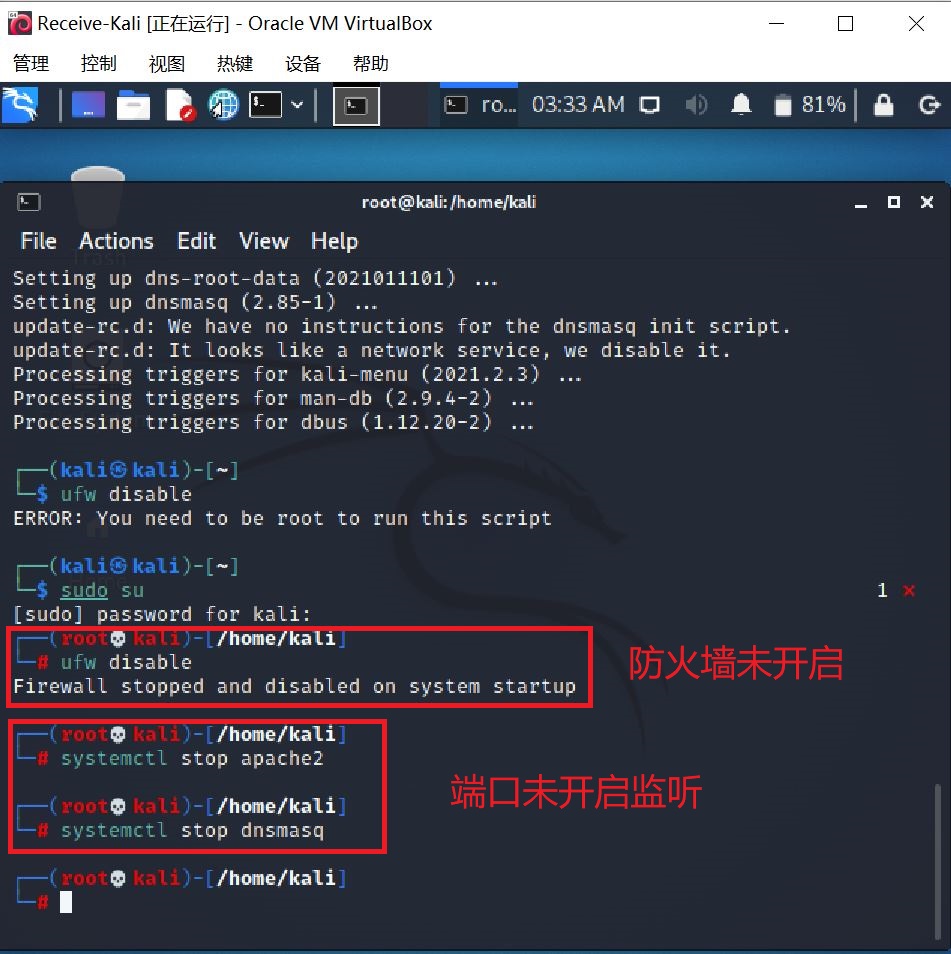 Receive-Kali [正在运行] - Oracle VM VirtualBox
管理 控制 视图 热键 设备 帮助
ro... 03:33 AM 81%
root@kali: /home/kali
File Actions Edit View Help
Trash
Setting up dns-root-data (2021011101) ...
Setting up dnsmasq (2.85-1) ...
update-rc.d: We have no instructions for the dnsmasq init script.
update-rc.d: It looks like a network service, we disable it.
Processing triggers for kali-menu (2021.2.3) ...
Processing triggers for man-db (2.9.4-2) ...
Processing triggers for dbus (1.12.20-2) ...
┌──(kali㉿kali)-[~]
└─$ ufw disable
ERROR: You need to be root to run this script
┌──(kali㉿kali)-[~]
└─$ sudo su 1 ⨯
[sudo] password for kali:
┌──(root💀kali)-[/home/kali]
└─# ufw disable
Firewall stopped and disabled on system startup
防火墙未开启
┌──(root💀kali)-[/home/kali]
└─# systemctl stop apache2
端口未开启监听
┌──(root💀kali)-[/home/kali]
└─# systemctl stop dnsmasq
┌──(root💀kali)-[/home/kali]
└─#